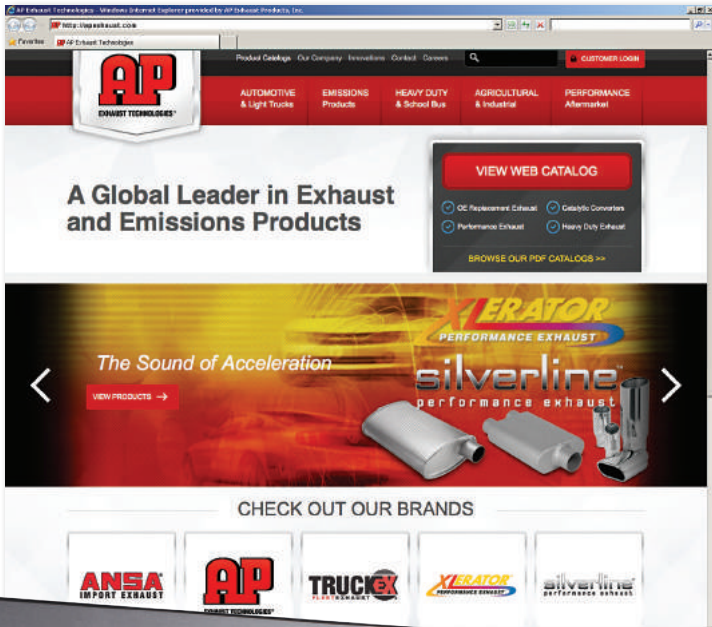 AP Exhaust Technologies - Windows Internet Explorer provided by AP Exhaust Products, Inc.
http://apexhaust.com
Favorites AP Exhaust Technologies
Product Catalogs Our Company Innovations Contact Careers CUSTOMER LOGIN
AP
EXHAUST TECHNOLOGIES®
AUTOMOTIVE
& Light Trucks
EMISSIONS
Products
HEAVY DUTY
& School Bus
AGRICULTURAL
& Industrial
PERFORMANCE
Aftermarket
A Global Leader in Exhaust
and Emissions Products
VIEW WEB CATALOG
OE Replacement Exhaust Catalytic Converters
Performance Exhaust Heavy Duty Exhaust
BROWSE OUR PDF CATALOGS >>
The Sound of Acceleration
VIEW PRODUCTS →
XLERATOR
PERFORMANCE EXHAUST
silverline™
performance exhaust
CHECK OUT OUR BRANDS
ANSA®
IMPORT EXHAUST
AP
EXHAUST TECHNOLOGIES®
TRUCKEX
FLEET EXHAUST
XLERATOR
PERFORMANCE EXHAUST
silverline™
performance exhaust